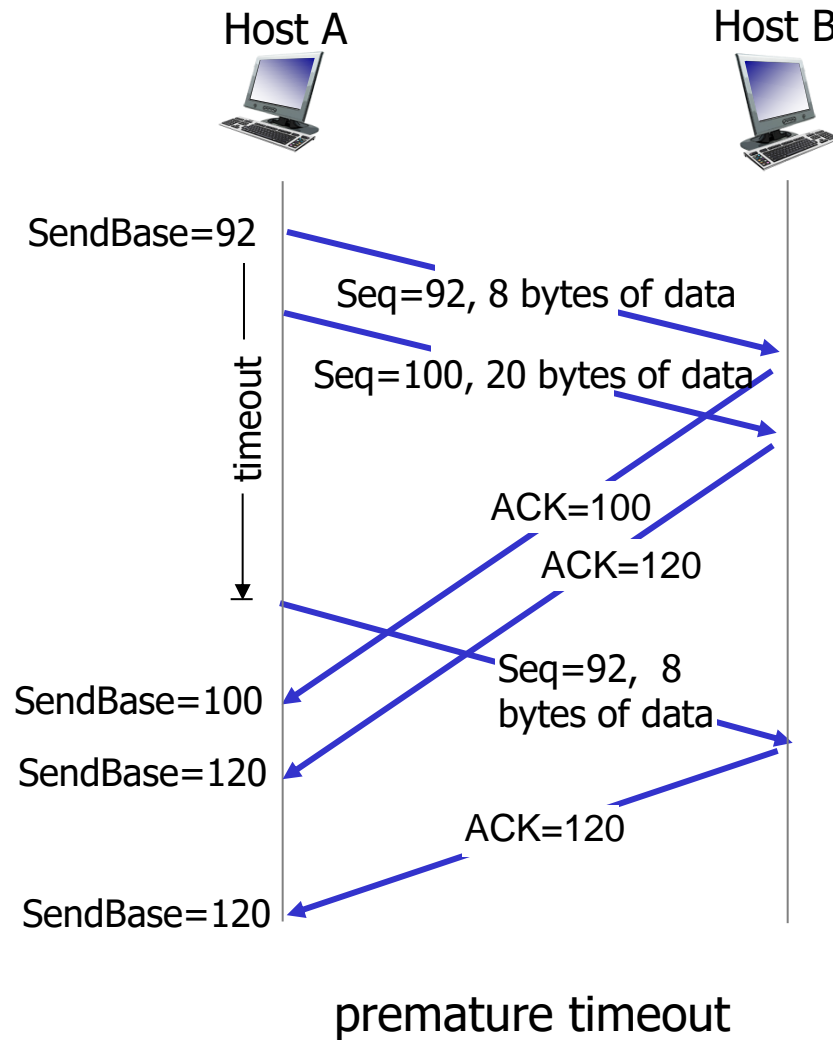 Host A
Host B
SendBase=92
Seq=92, 8 bytes of data
Seq=100, 20 bytes of data
timeout
ACK=100
ACK=120
Seq=92,  8
bytes of data
SendBase=100
SendBase=120
ACK=120
SendBase=120
premature timeout